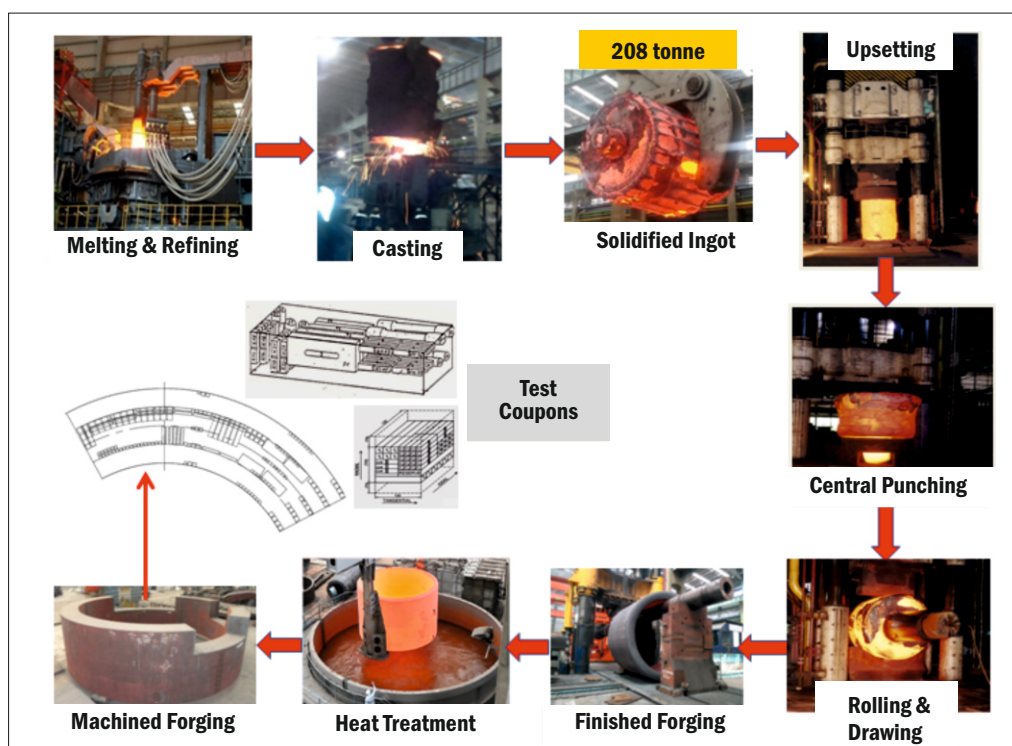 208 tonne
Upsetting
Melting & Refining
Casting
Solidified Ingot
Test
Coupons
TANGENTIAL
Central Punching
Machined Forging
Heat Treatment
Finished Forging
Rolling &
Drawing